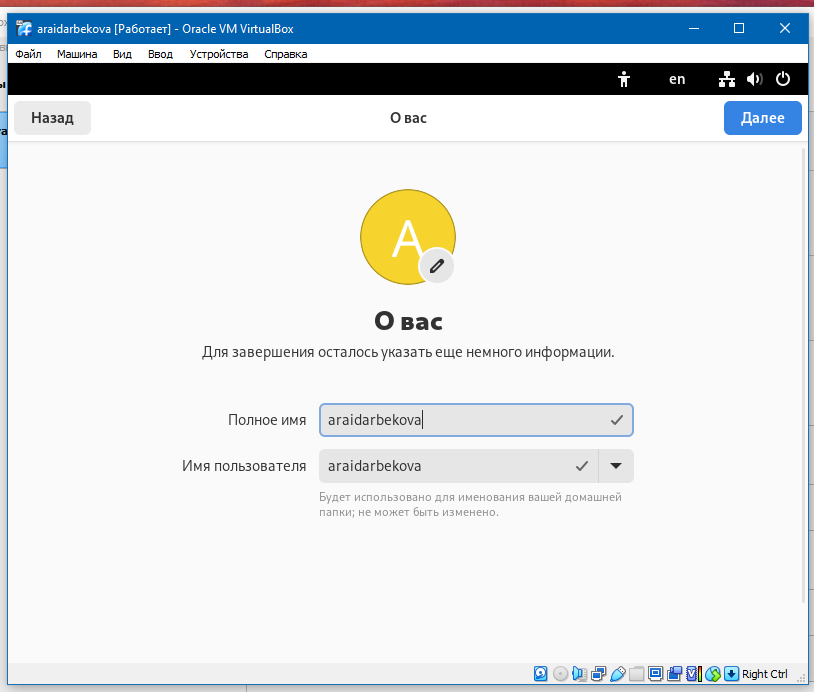 araidarbekova [Работает] - Oracle VM VirtualBox
Файл Машина Вид Ввод Устройства Справка
en
Назад О вас Далее
A
О вас
Для завершения осталось указать еще немного информации.
Полное имя araidarbekova
Имя пользователя araidarbekova
Будет использовано для именования вашей домашней
папки; не может быть изменено.
Right Ctrl